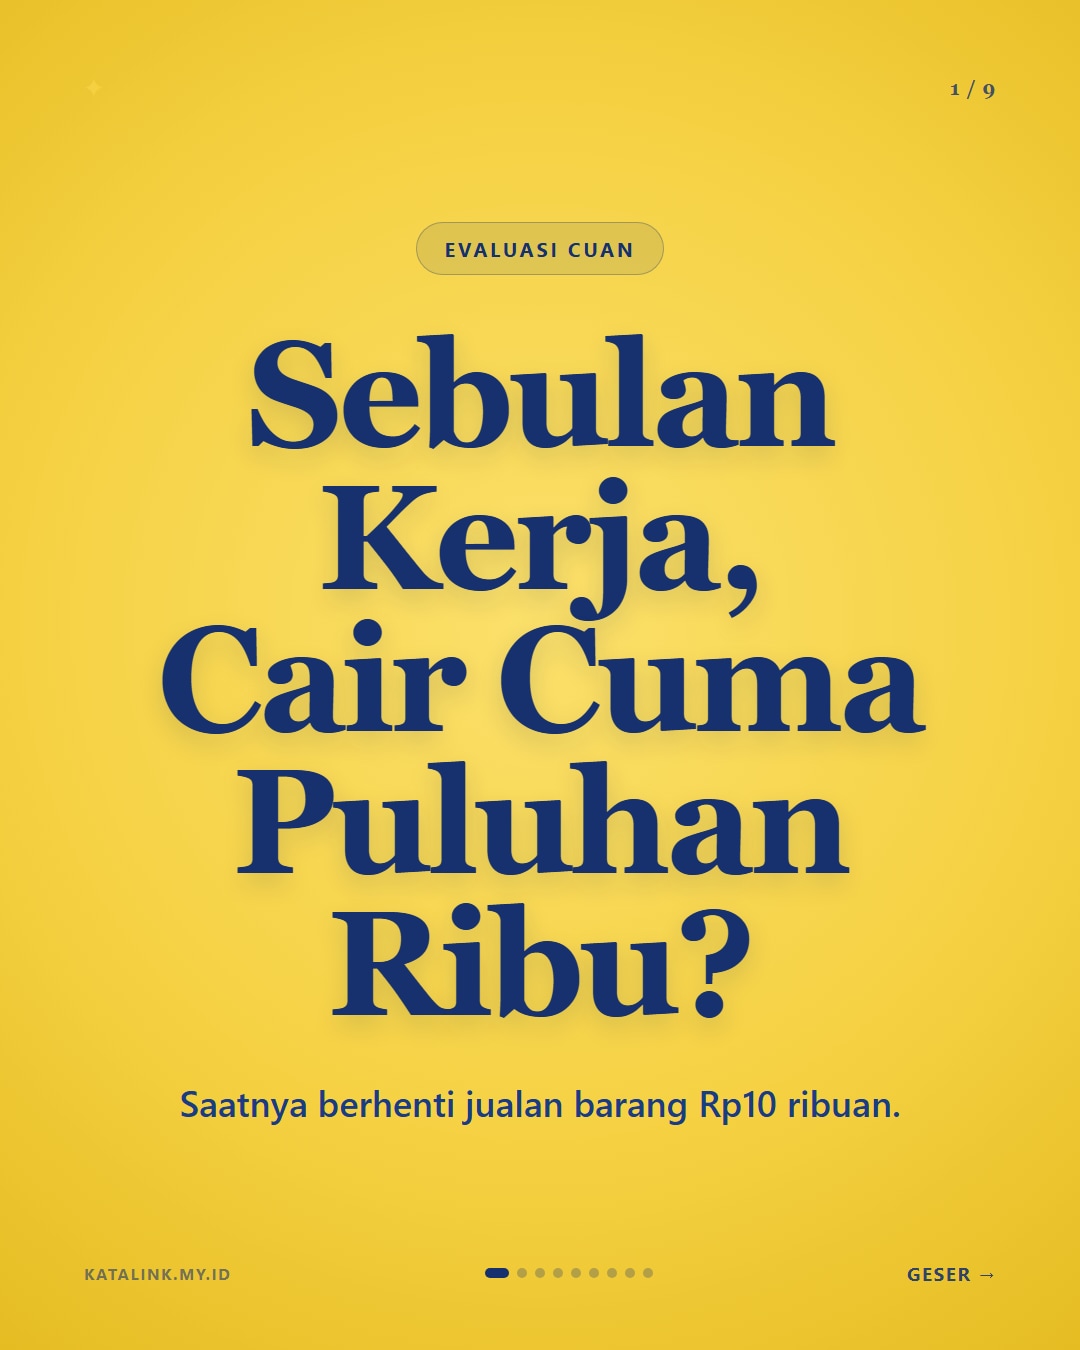 1 / 9
EVALUASI CUAN
Sebulan
Kerja,
Cair Cuma
Puluhan
Ribu?
Saatnya berhenti jualan barang Rp10 ribuan.
KATALINK.MY.ID
GESER →